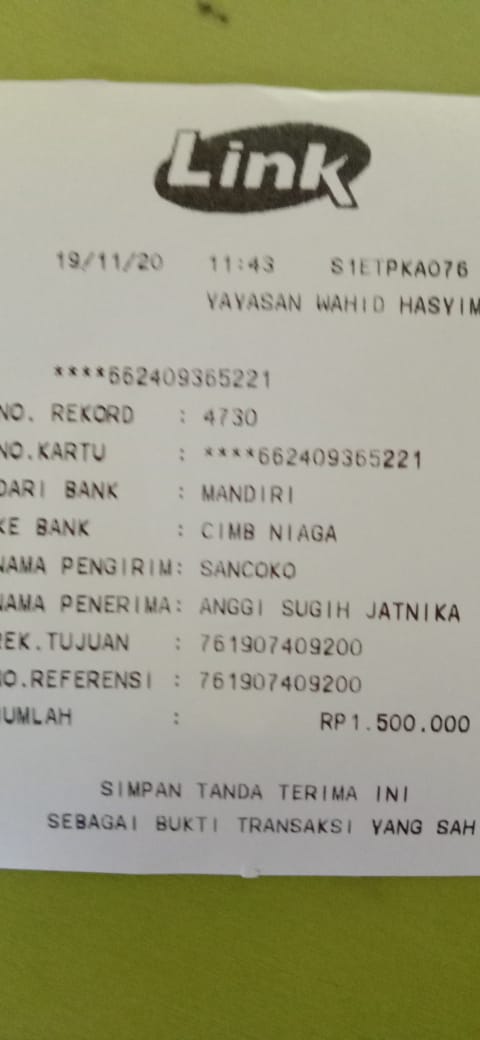 Link
19/11/20 11:43 S1ETPKA076
YAYASAN WAHID HASYIM
****662409365221
NO. REKORD : 4730
NO.KARTU : ****662409365221
DARI BANK : MANDIRI
KE BANK : CIMB NIAGA
NAMA PENGIRIM: SANCOKO
NAMA PENERIMA: ANGGI SUGIH JATNIKA
REK.TUJUAN : 761907409200
NO.REFERENSI : 761907409200
JUMLAH : RP1.500.000
SIMPAN TANDA TERIMA INI
SEBAGAI BUKTI TRANSAKSI YANG SAH